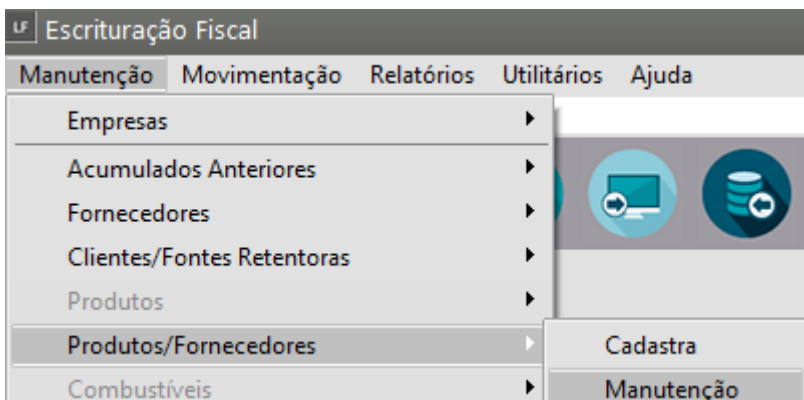 LF Escrituração Fiscal
Manutenção Movimentação Relatórios Utilitários Ajuda
Empresas
Acumulados Anteriores
Fornecedores
Clientes/Fontes Retentoras
Produtos
Produtos/Fornecedores Cadastra
Combustíveis Manutenção